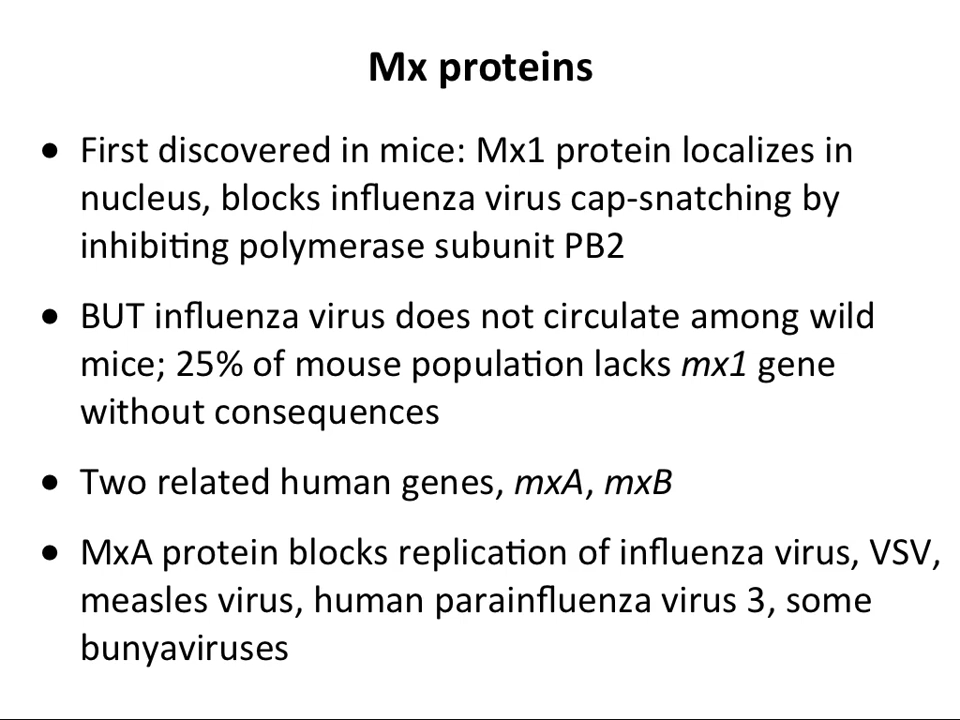 Mx proteins
• First discovered in mice: Mx1 protein localizes in
nucleus, blocks influenza virus cap-snatching by
inhibiting polymerase subunit PB2
• BUT influenza virus does not circulate among wild
mice; 25% of mouse population lacks mx1 gene
without consequences
• Two related human genes, mxA, mxB
• MxA protein blocks replication of influenza virus, VSV,
measles virus, human parainfluenza virus 3, some
bunyaviruses